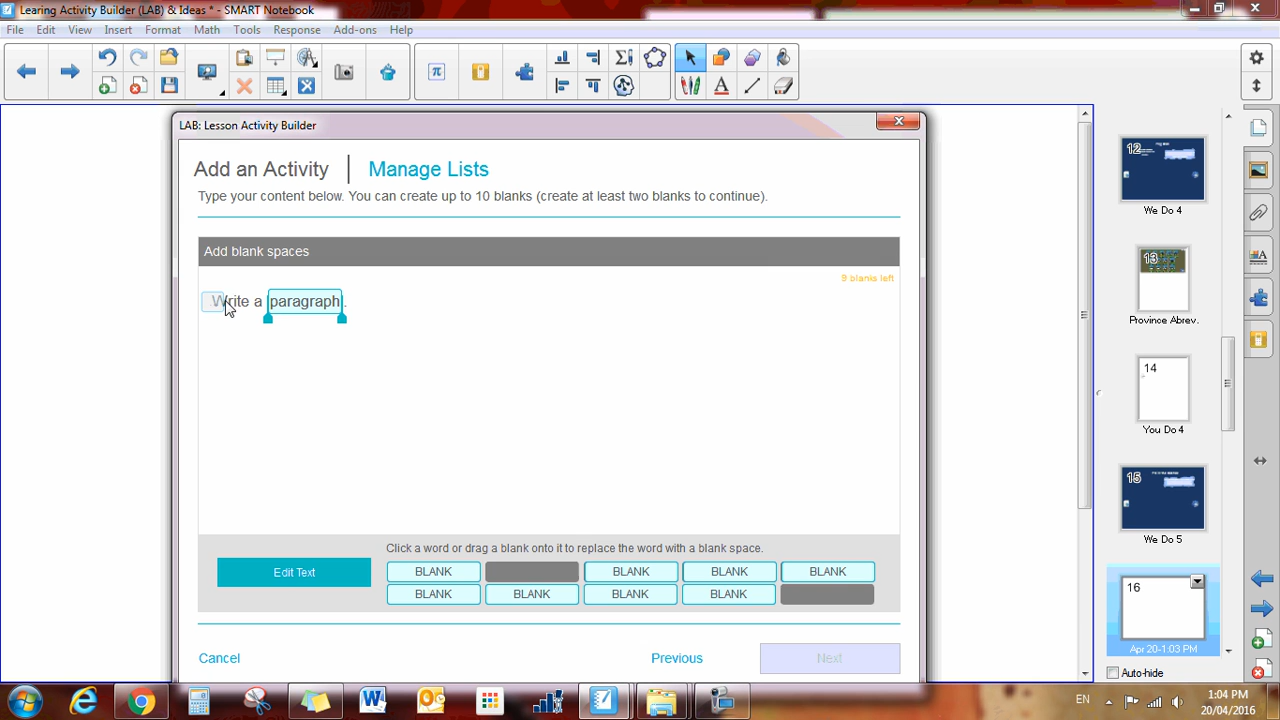 Learing Activity Builder (LAB) & Ideas * - SMART Notebook
File Edit View Insert Format Math Tools Response Add-ons Help
LAB: Lesson Activity Builder
Add an Activity | Manage Lists
Type your content below. You can create up to 10 blanks (create at least two blanks to continue).
Add blank spaces
9 blanks left
Write a paragraph.
Click a word or drag a blank onto it to replace the word with a blank space.
Edit Text
BLANK BLANK BLANK BLANK
BLANK BLANK BLANK BLANK
Cancel Previous Next
12
We Do 4
13
Province Abrev.
14
You Do 4
15
We Do 5
16
Apr 20-1:03 PM
Auto-hide
EN
1:04 PM
20/04/2016